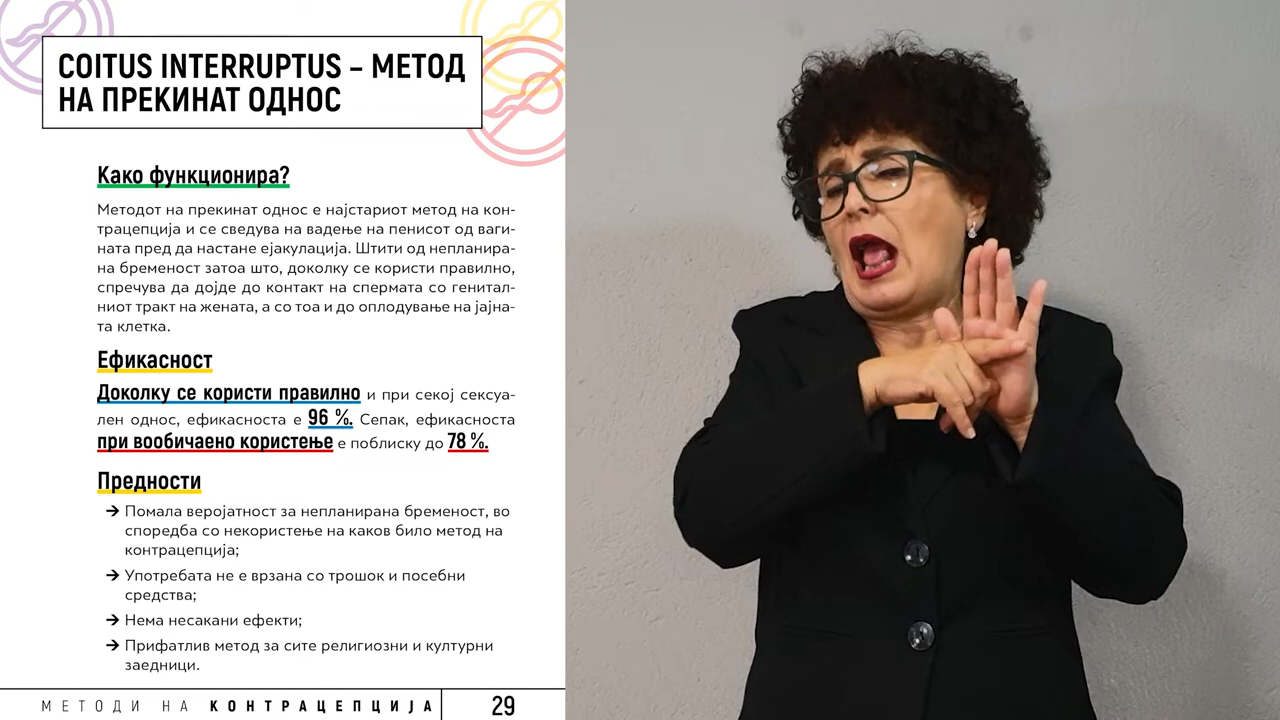 COITUS INTERRUPTUS – МЕТОД
НА ПРЕКИНАТ ОДНОС
Како функционира?
Методот на прекинат однос е најстариот метод на кон-
трацепција и се сведува на вадење на пенисот од ваги-
ната пред да настане ејакулација. Штити од непланира-
на бременост затоа што, доколку се користи правилно,
спречува да дојде до контакт на спермата со генитал-
ниот тракт на жената, а со тоа и до оплодување на јајна-
та клетка.
Ефикасност
Доколку се користи правилно и при секој сексуа-
лен однос, ефикасноста е 96 %. Сепак, ефикасноста
при вообичаено користење е поблиску до 78 %.
Предности
→ Помала веројатност за непланирана бременост, во
споредба со некористење на каков било метод на
контрацепција;
→ Употребата не е врзана со трошок и посебни
средства;
→ Нема несакани ефекти;
→ Прифатлив метод за сите религиозни и културни
заедници.
МЕТОДИ НА КОНТРАЦЕПЦИЈА 29